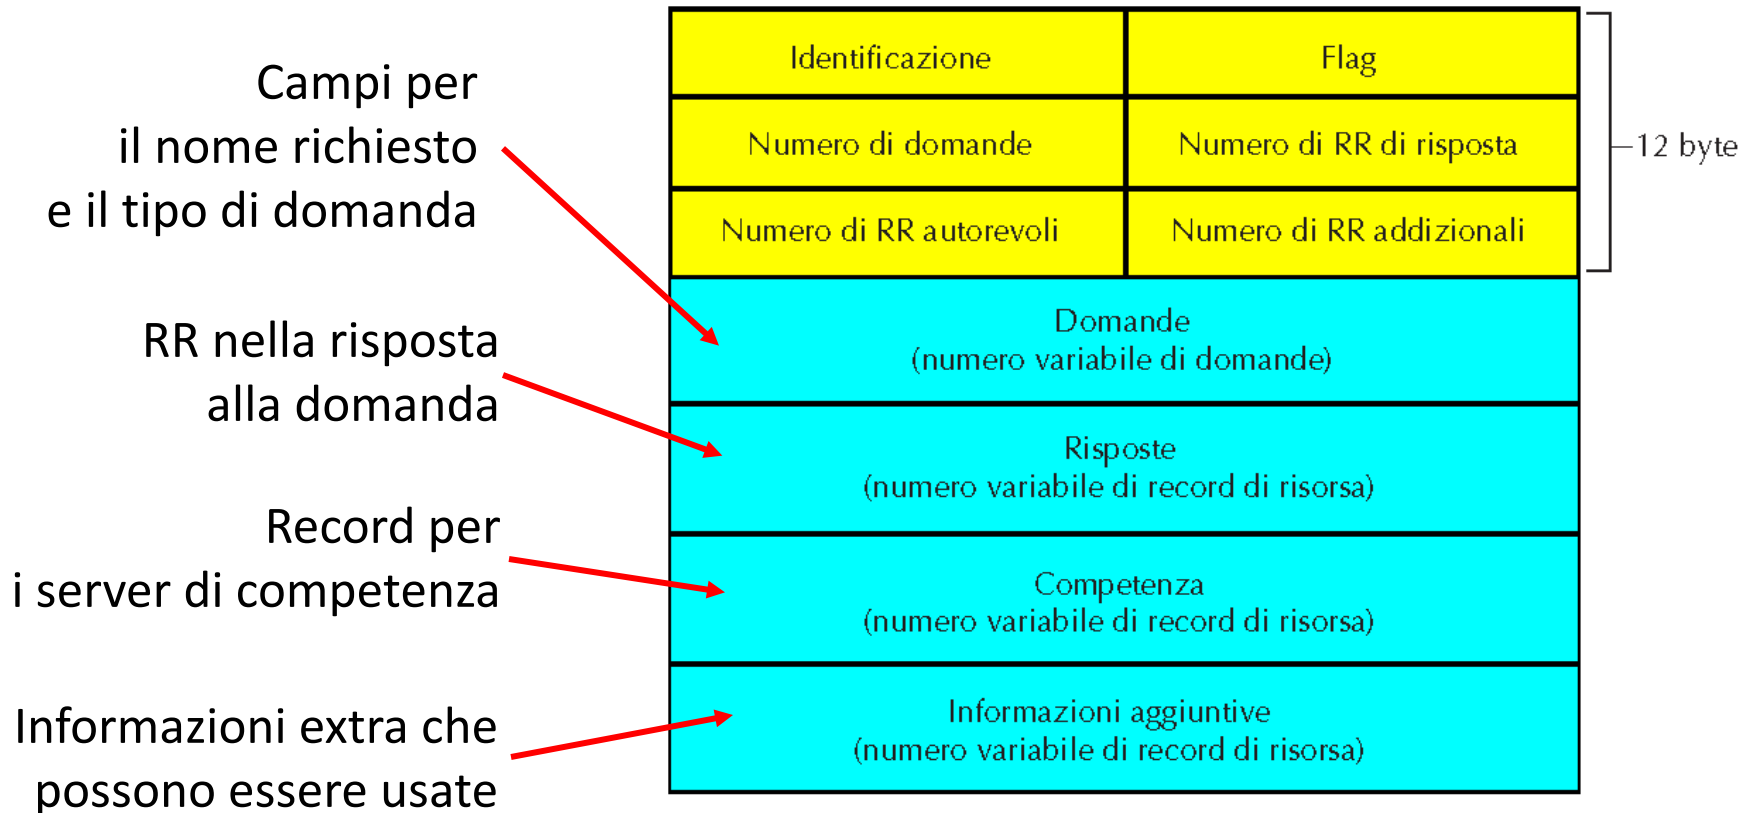 Campi per
il nome richiesto
e il tipo di domanda
RR nella risposta
alla domanda
Record per
i server di competenza
Informazioni extra che
possono essere usate
Identificazione
Flag
Numero di domande
Numero di RR di risposta
Numero di RR autorevoli
Numero di RR addizionali
12 byte
Domande
(numero variabile di domande)
Risposte
(numero variabile di record di risorsa)
Competenza
(numero variabile di record di risorsa)
Informazioni aggiuntive
(numero variabile di record di risorsa)